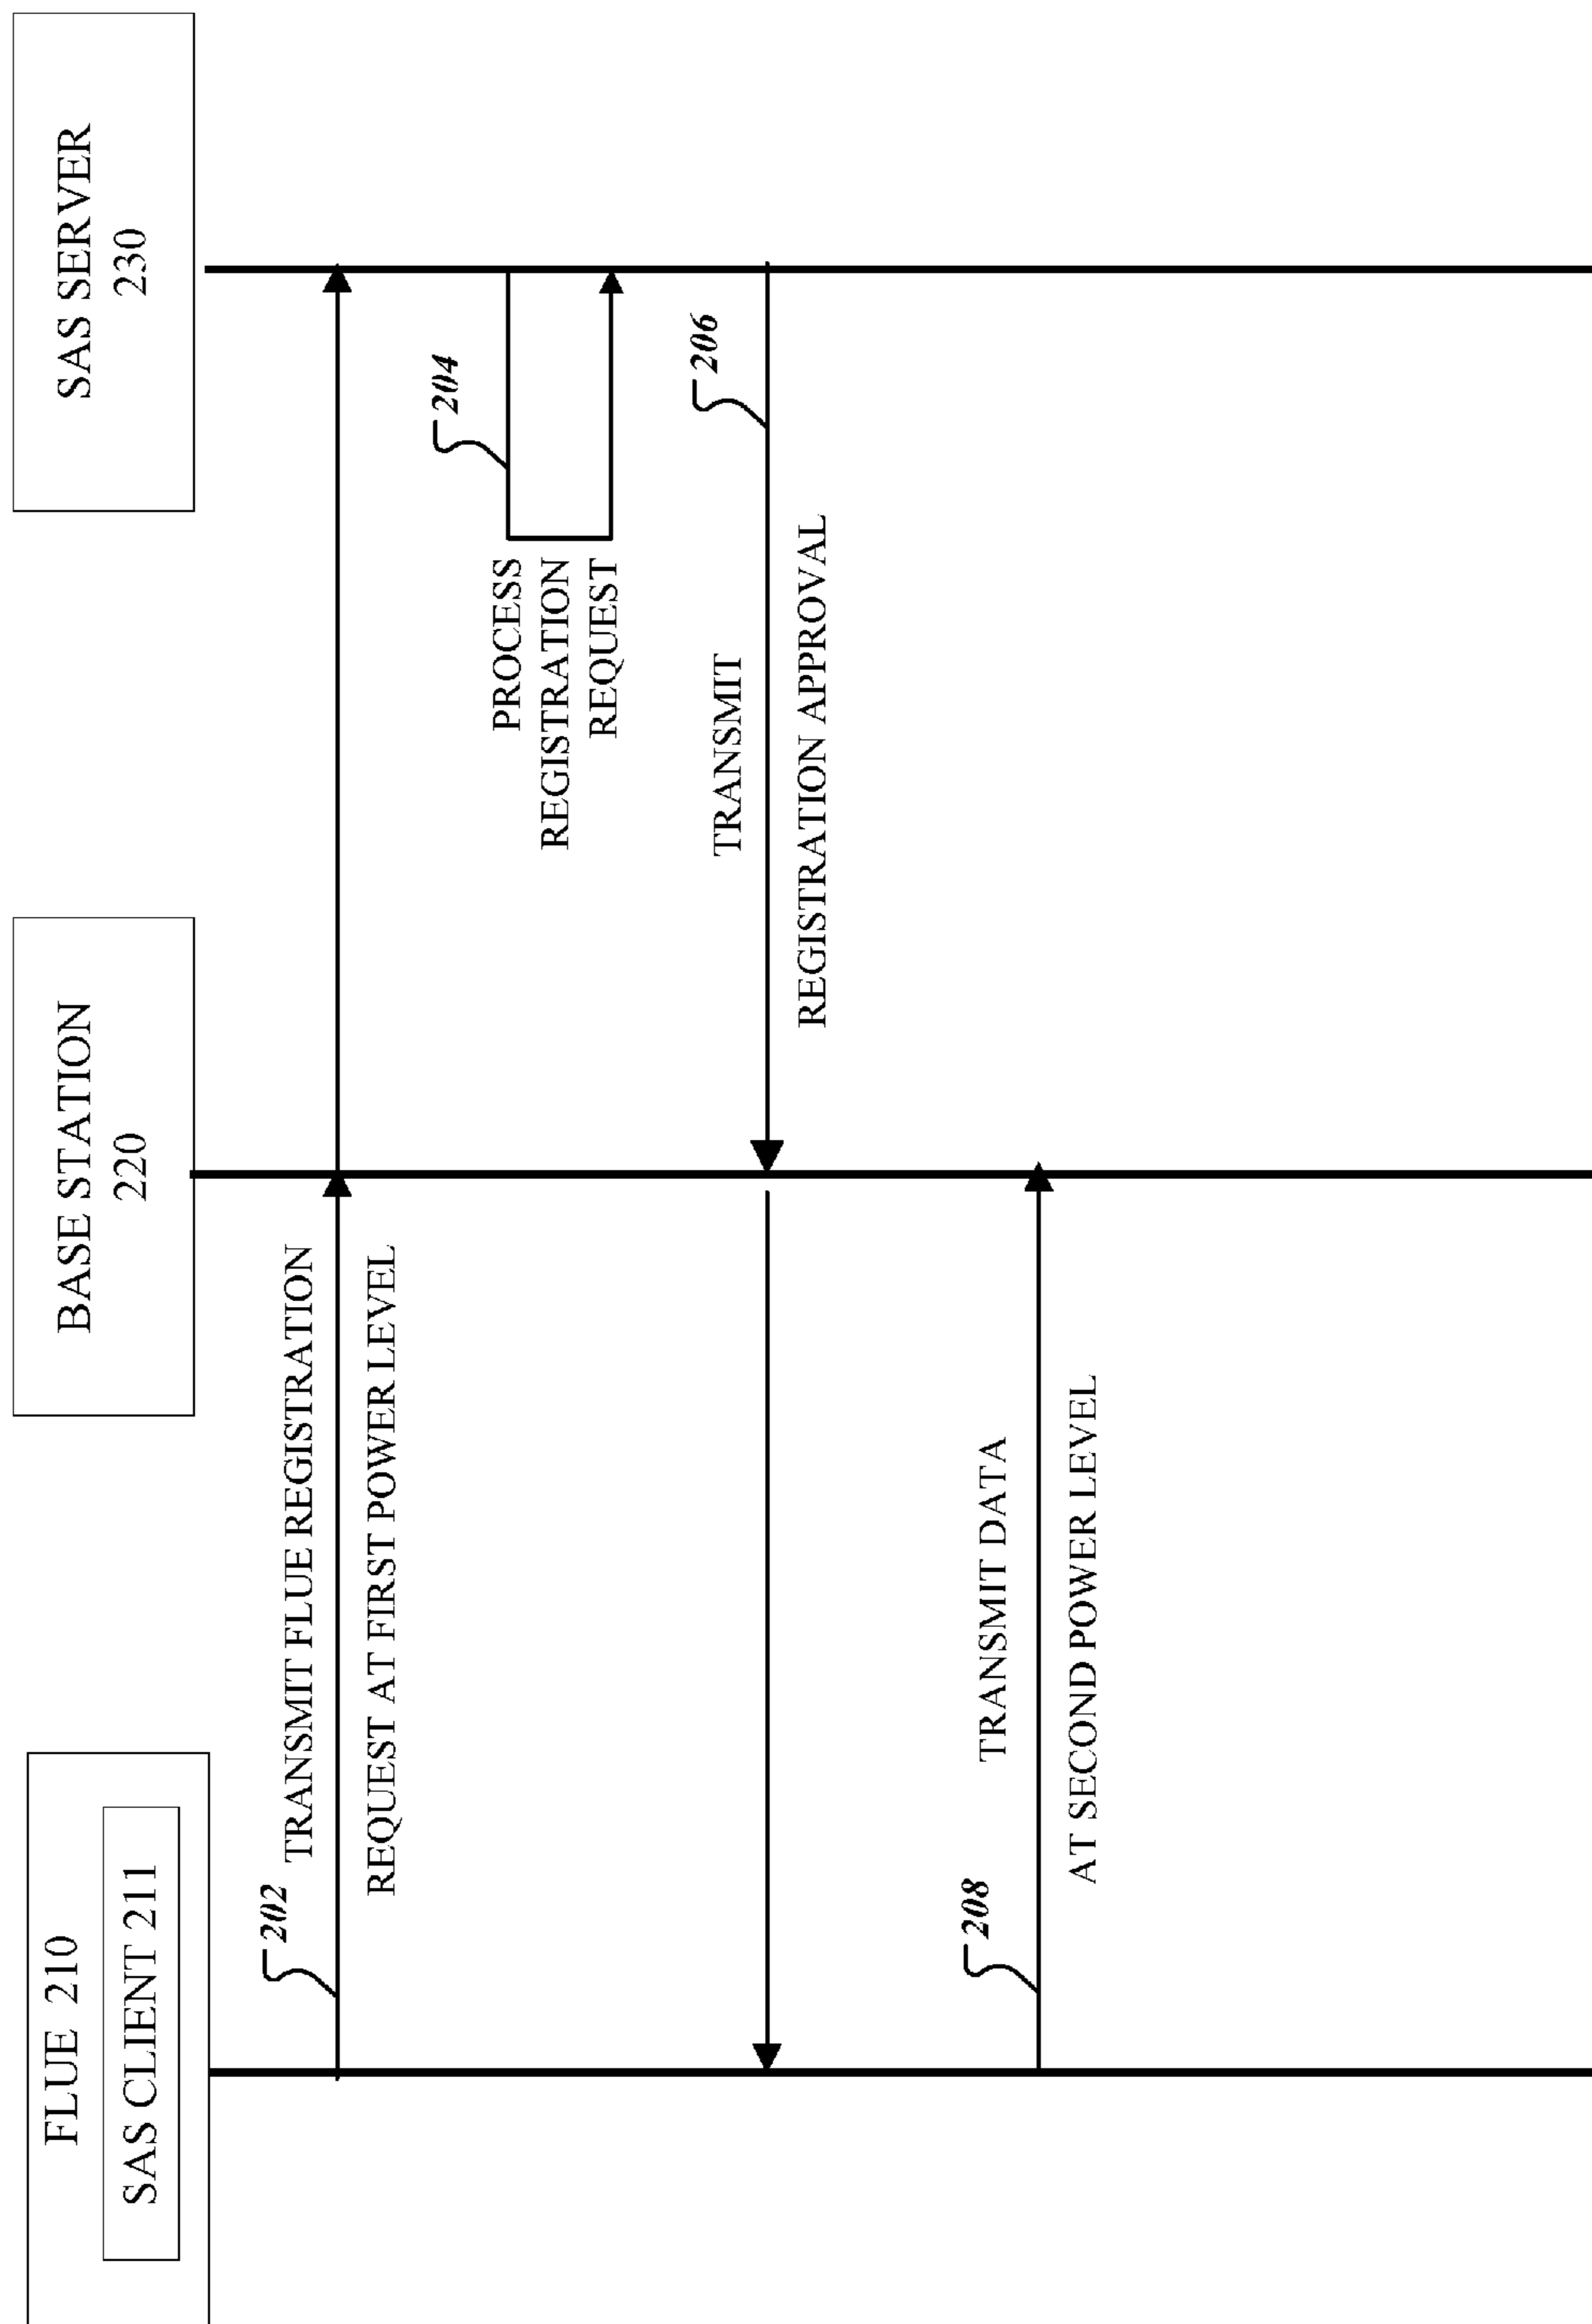 FLUE 210
SAS CLIENT 211
BASE STATION
220
SAS SERVER
230
202
TRANSMIT FLUE REGISTRATION
REQUEST AT FIRST POWER LEVEL
204
PROCESS
REGISTRATION
REQUEST
206
TRANSMIT
REGISTRATION APPROVAL
208
TRANSMIT DATA
AT SECOND POWER LEVEL